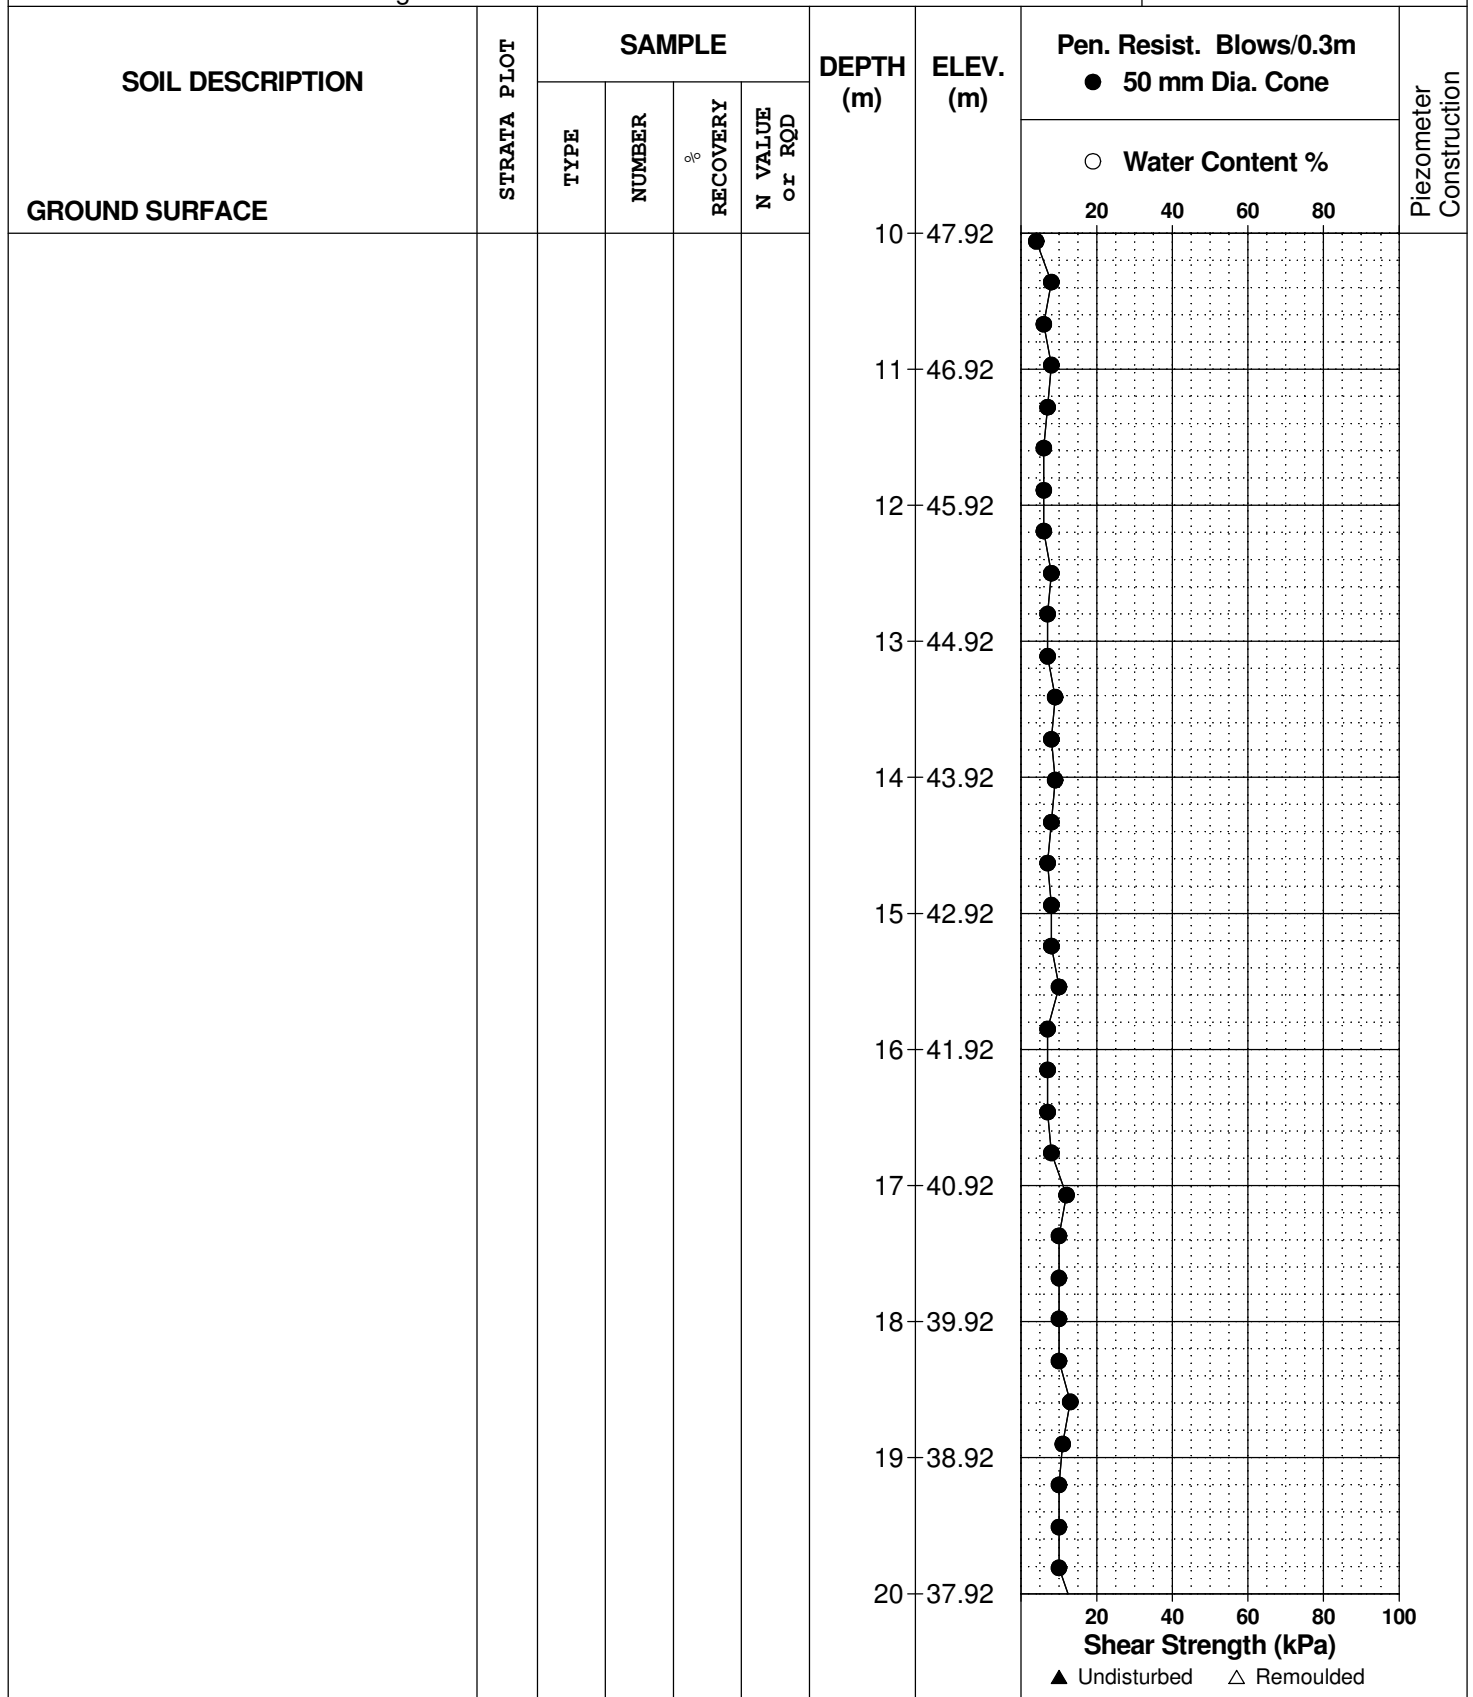 SOIL DESCRIPTION
GROUND SURFACE
STRATA PLOT
SAMPLE
TYPE
NUMBER
%
RECOVERY
N VALUE
or RQD
DEPTH
(m)
ELEV.
(m)
Pen. Resist. Blows/0.3m
● 50 mm Dia. Cone
○ Water Content %
20 40 60 80
Piezometer
Construction
10 47.92
11 46.92
12 45.92
13 44.92
14 43.92
15 42.92
16 41.92
17 40.92
18 39.92
19 38.92
20 37.92
20 40 60 80 100
Shear Strength (kPa)
▲ Undisturbed △ Remoulded